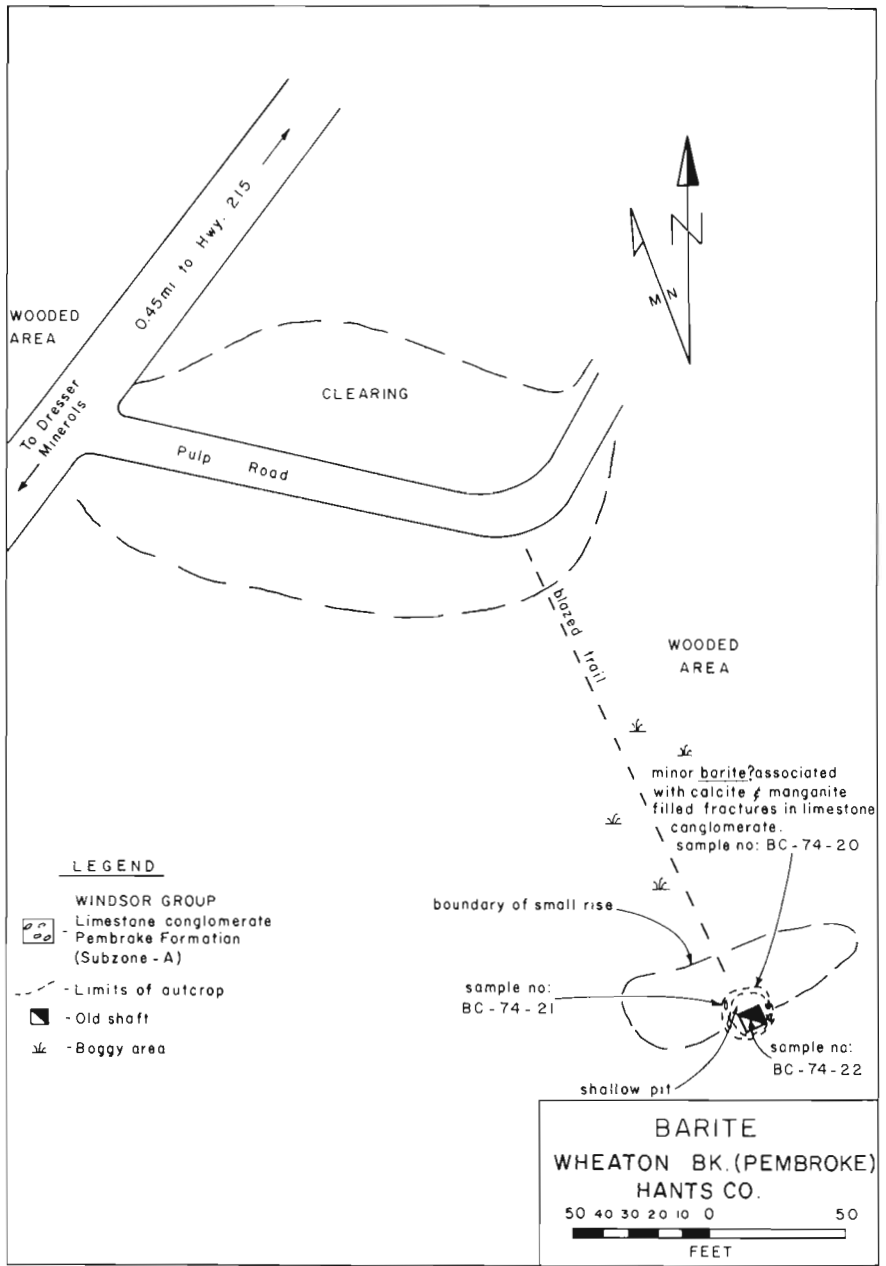 0.45mi to Hwy. 215
WOODED
AREA
To Dresser
Minerals
CLEARING
Pulp Road
N
MN
blazed trail
WOODED
AREA
minor barite? associated
with calcite & manganite
filled fractures in limestone
conglomerate.
sample no: BC-74-20
boundary of small rise
sample no:
BC-74-21
sample no:
BC-74-22
shallow pit
LEGEND
WINDSOR GROUP
- Limestone conglomerate
Pembroke Formation
(Subzone-A)
- Limits of outcrop
- Old shaft
- Boggy area
BARITE
WHEATON BK. (PEMBROKE)
HANTS CO.
50 40 30 20 10 0 50
FEET